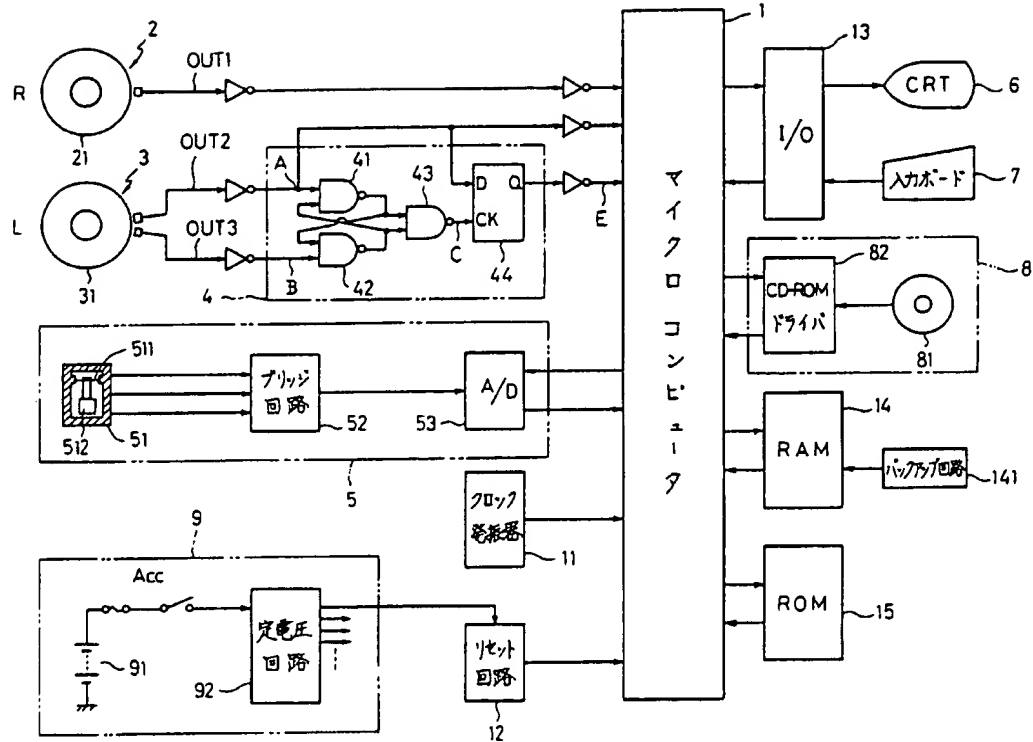 1
2
OUT1
R
21
13
CRT
6
I/O
入力ボード
7
3
OUT2
L
OUT3
31
A
41
43
D
Q
CK
B
42
C
44
E
4
マイクロコンピュータ
82
8
CD-ROM
ドライバ
81
511
512
51
ブリッジ
回路
52
A/D
53
5
14
RAM
バックアップ回路
141
クロック
発振器
11
9
Acc
91
定電圧
回路
92
リセット
回路
12
ROM
15